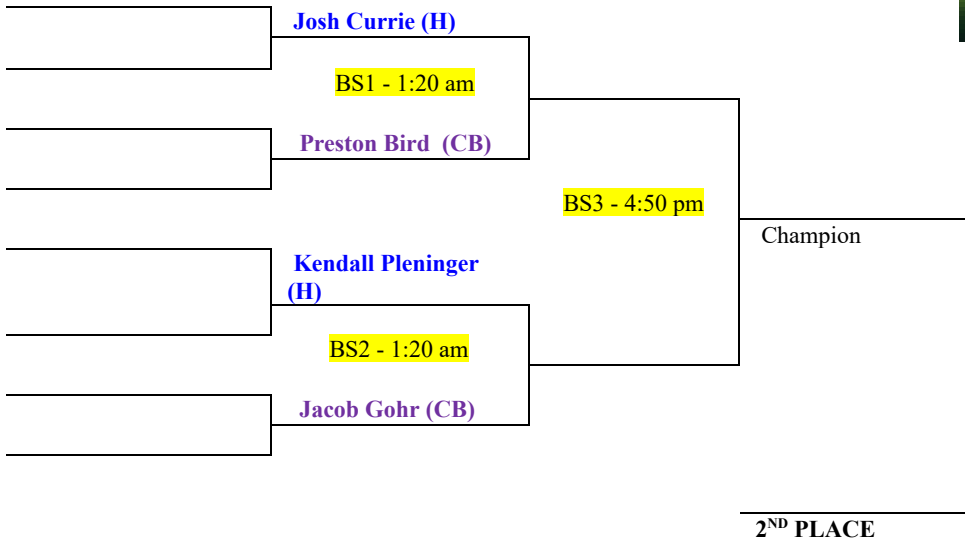 Josh Currie (H)
BS1 - 1:20 am
Preston Bird (CB)
BS3 - 4:50 pm
Champion
Kendall Pleninger
(H)
BS2 - 1:20 am
Jacob Gohr (CB)
2ND PLACE